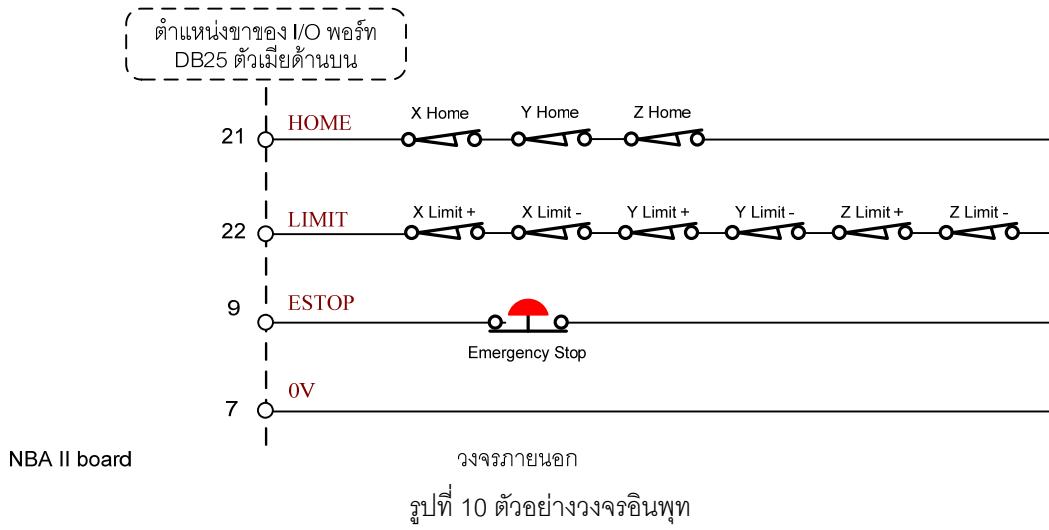 ตำแหน่งขาของ I/O พอร์ท
DB25 ตัวเมียด้านบน
X Home Y Home Z Home
21 HOME
X Limit + X Limit - Y Limit + Y Limit - Z Limit + Z Limit -
22 LIMIT
9 ESTOP
Emergency Stop
7 0V
NBA II board วงจรภายนอก
รูปที่ 10 ตัวอย่างวงจรอินพุท